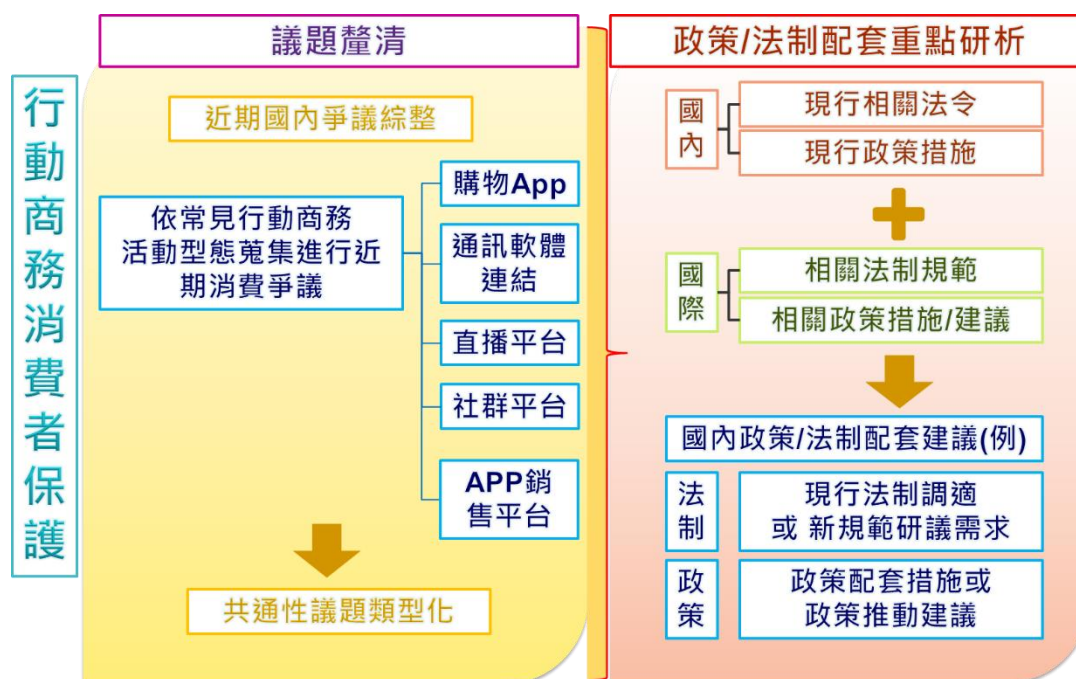 行動商務消費者保護
議題釐清
近期國內爭議綜整
依常見行動商務
活動型態蒐集進行近
期消費爭議
購物App
通訊軟體
連結
直播平台
社群平台
APP銷
售平台
共通性議題類型化
政策/法制配套重點研析
國內
現行相關法令
現行政策措施
國際
相關法制規範
相關政策措施/建議
國內政策/法制配套建議(例)
法制
現行法制調適
或 新規範研議需求
政策
政策配套措施或
政策推動建議